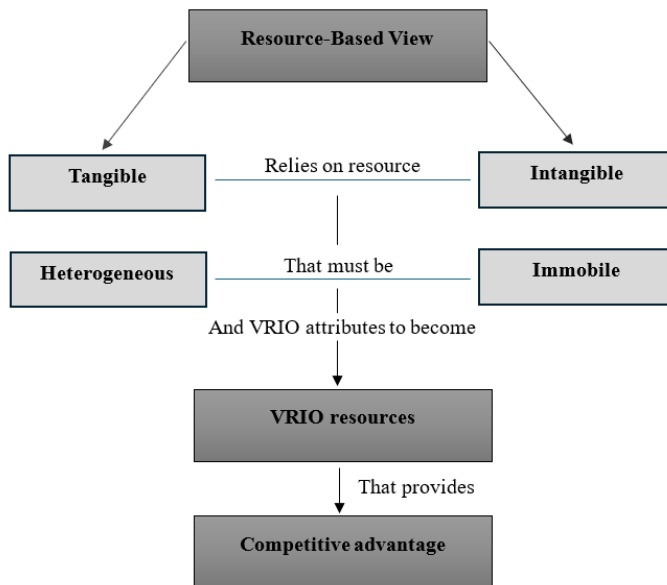 Resource-Based View
Tangible
Relies on resource
Intangible
Heterogeneous
That must be
Immobile
And VRIO attributes to become
VRIO resources
That provides
Competitive advantage